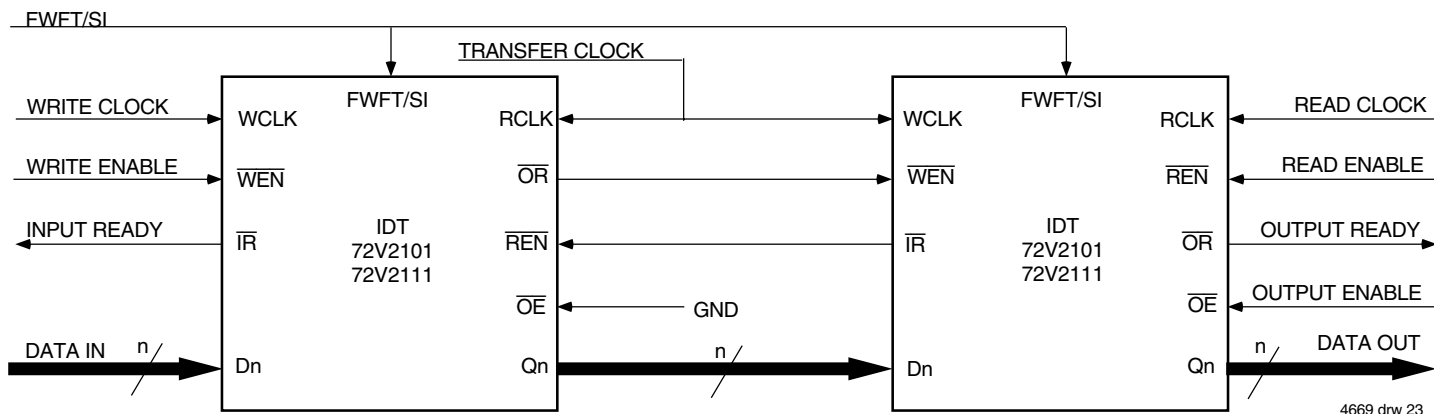 FWFT/SI
TRANSFER CLOCK
FWFT/SI
FWFT/SI
WRITE CLOCK
WCLK
RCLK
WCLK
RCLK
READ CLOCK
WRITE ENABLE
WEN
OR
WEN
REN
READ ENABLE
INPUT READY
IR
IDT
72V2101
72V2111
REN
IR
IDT
72V2101
72V2111
OR
OUTPUT READY
OE
GND
OE
OUTPUT ENABLE
DATA IN
n
Dn
Qn
n
Dn
Qn
n
DATA OUT
4669 drw 23